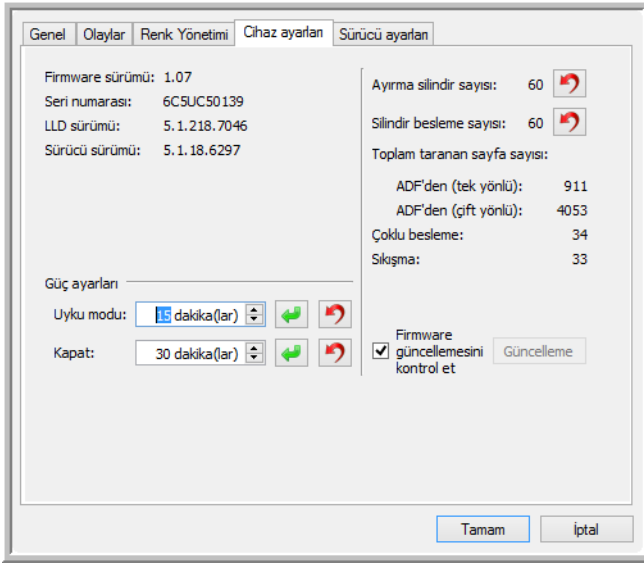 Genel Olaylar Renk Yönetimi Cihaz ayarları Sürücü ayarları
Firmware sürümü: 1.07
Seri numarası: 6C5UC50139
LLD sürümü: 5.1.218.7046
Sürücü sürümü: 5.1.18.6297
Güç ayarları
Uyku modu: 15 dakika(lar)
Kapat: 30 dakika(lar)
Ayırma silindir sayısı: 60
Silindir besleme sayısı: 60
Toplam taranan sayfa sayısı:
ADF'den (tek yönlü): 911
ADF'den (çift yönlü): 4053
Çoklu besleme: 34
Sıkışma: 33
Firmware
güncellemesini
kontrol et
Güncelleme
Tamam İptal